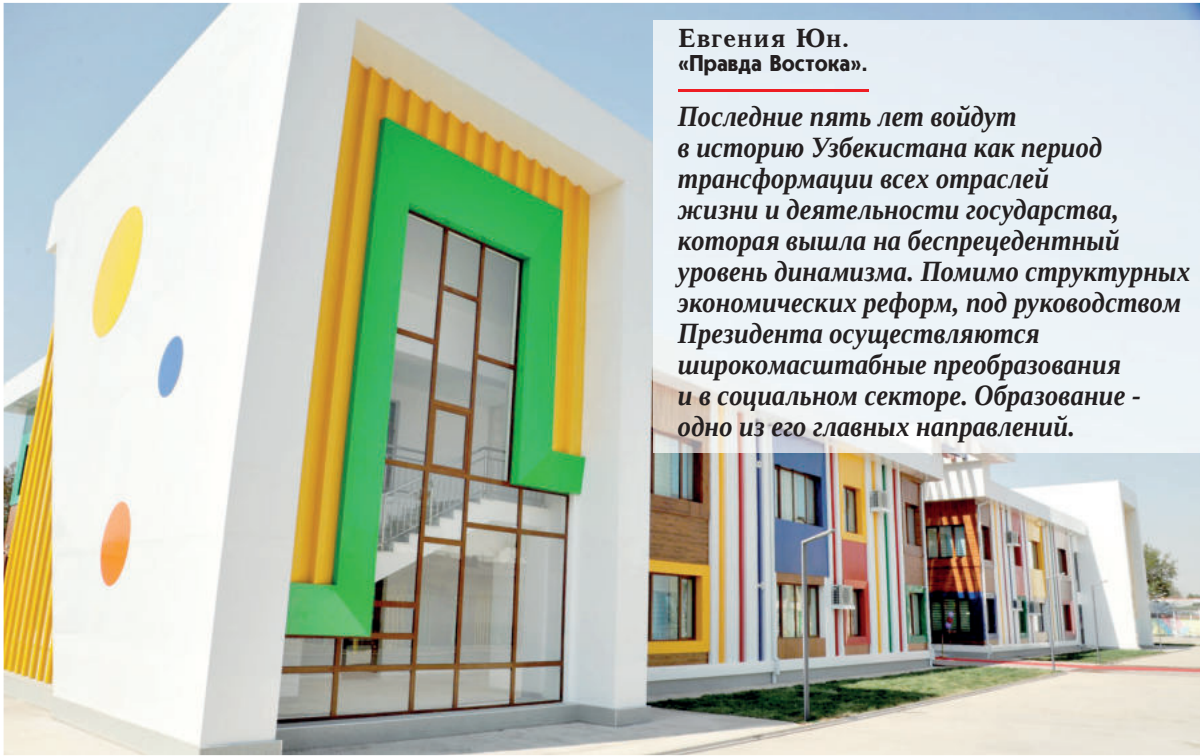 Евгения Юн.
«Правда Востока».
Последние пять лет войдут
в историю Узбекистана как период
трансформации всех отраслей
жизни и деятельности государства,
которая вышла на беспрецедентный
уровень динамизма. Помимо структурных
экономических реформ, под руководством
Президента осуществляются
широкомасштабные преобразования
и в социальном секторе. Образование -
одно из его главных направлений.